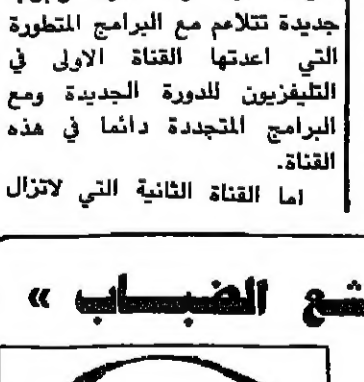 جديدة تتلاءم مع البرامج المتطورة
التي اعدتها القناة الاولى في
التليفزيون للدورة الجديدة ومع
البرامج المتجددة دائما في هذه
القناة.
اما القناة الثانية التي لاتزال
الضباب »